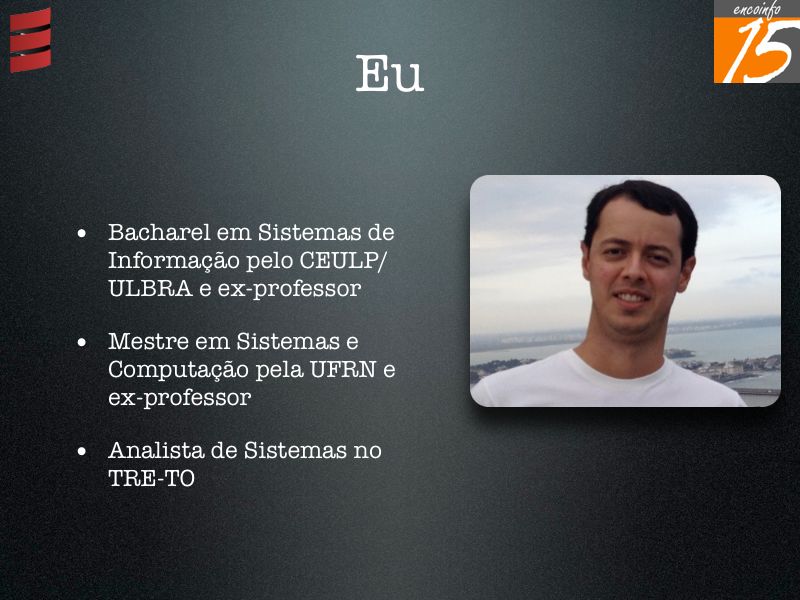 encoinfo
15
Eu
• Bacharel em Sistemas de
Informação pelo CEULP/
ULBRA e ex-professor
• Mestre em Sistemas e
Computação pela UFRN e
ex-professor
• Analista de Sistemas no
TRE-TO